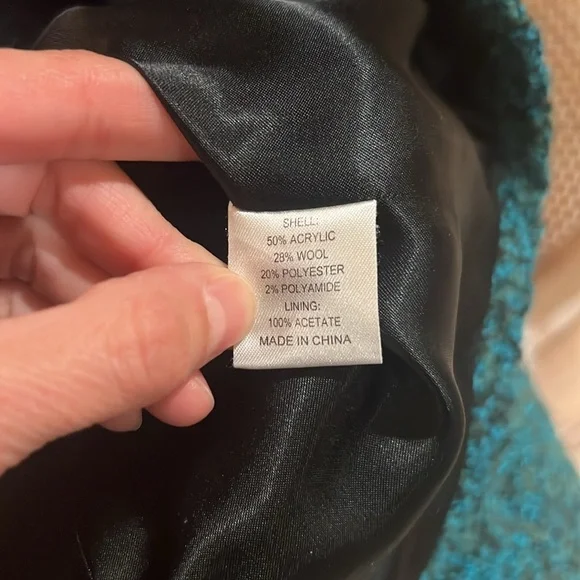 SHELL:
50% ACRYLIC
28% WOOL
20% POLYESTER
2% POLYAMIDE
LINING:
100% ACETATE
MADE IN CHINA